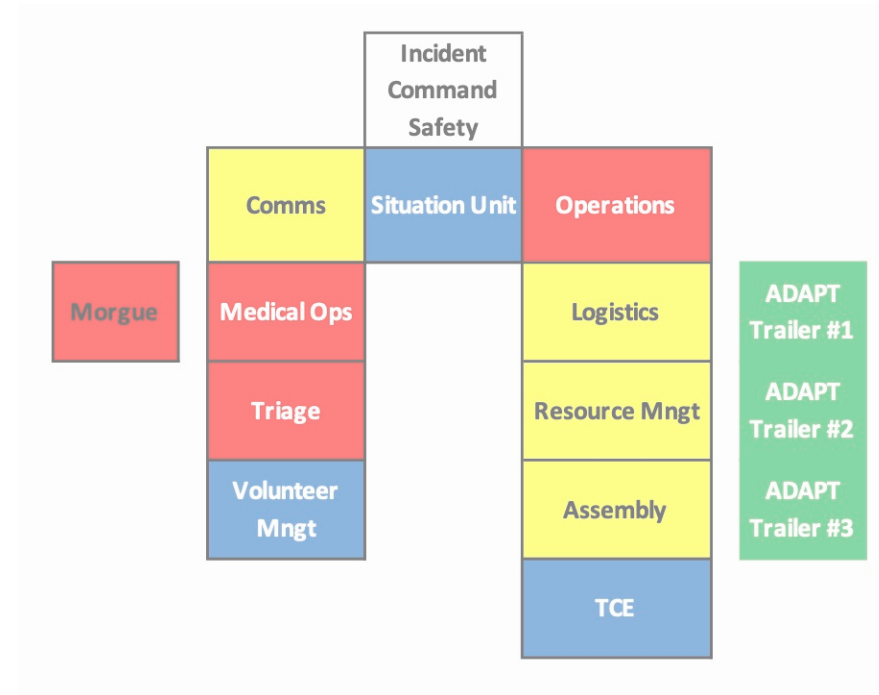 Incident
Command
Safety
Comms
Situation Unit
Operations
Morgue
Medical Ops
Logistics
ADAPT
Trailer #1
Triage
Resource Mngt
ADAPT
Trailer #2
Volunteer
Mngt
Assembly
ADAPT
Trailer #3
TCE